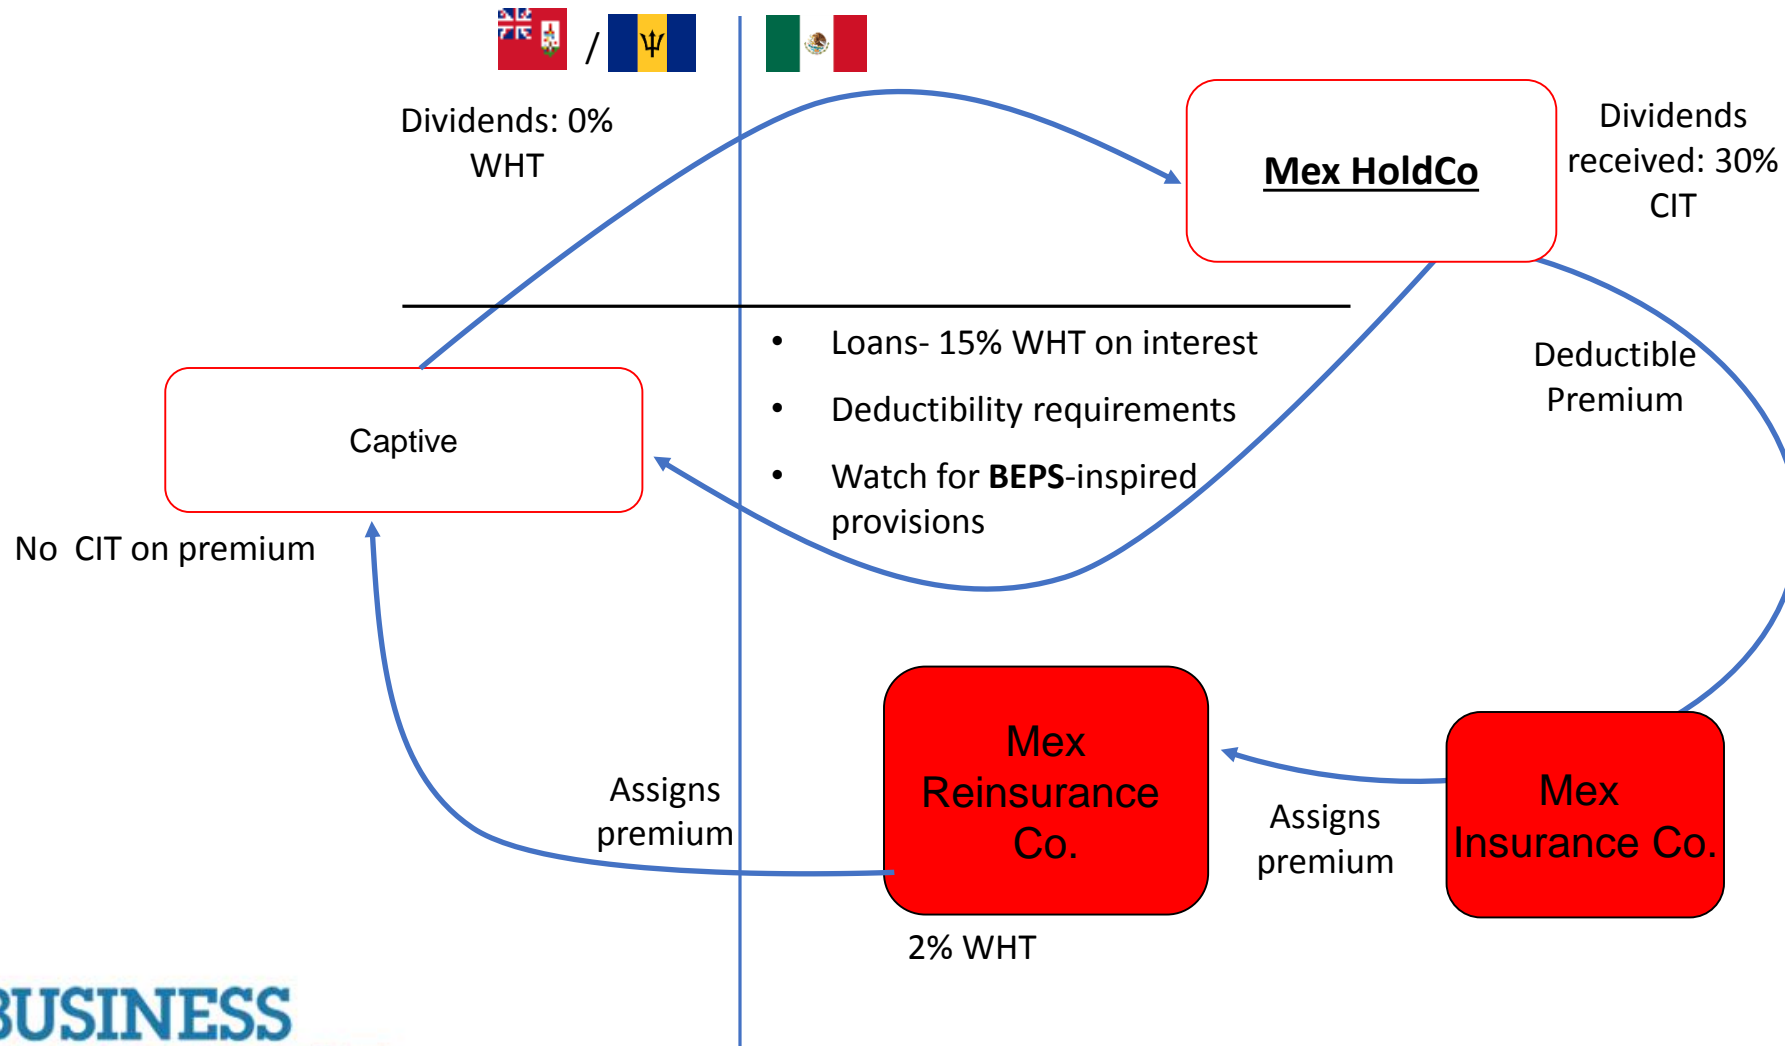 /
Dividends: 0%
WHT
Mex HoldCo
Dividends
received: 30%
CIT
• Loans- 15% WHT on interest
• Deductibility requirements
• Watch for BEPS-inspired
provisions
Deductible
Premium
Captive
No CIT on premium
Assigns
premium
Mex
Reinsurance
Co.
2% WHT
Assigns
premium
Mex
Insurance Co.
BUSINESS